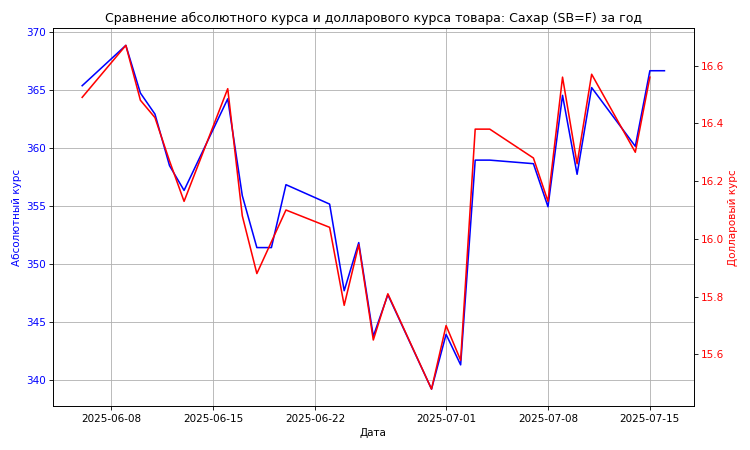 Сравнение абсолютного курса и долларового курса товара: Сахар (SB=F) за год
Абсолютный курс
370
365
360
355
350
345
340
16.6
16.4
16.2
16.0
15.8
15.6
Долларовый курс
2025-06-08 2025-06-15 2025-06-22 2025-07-01 2025-07-08 2025-07-15
Дата